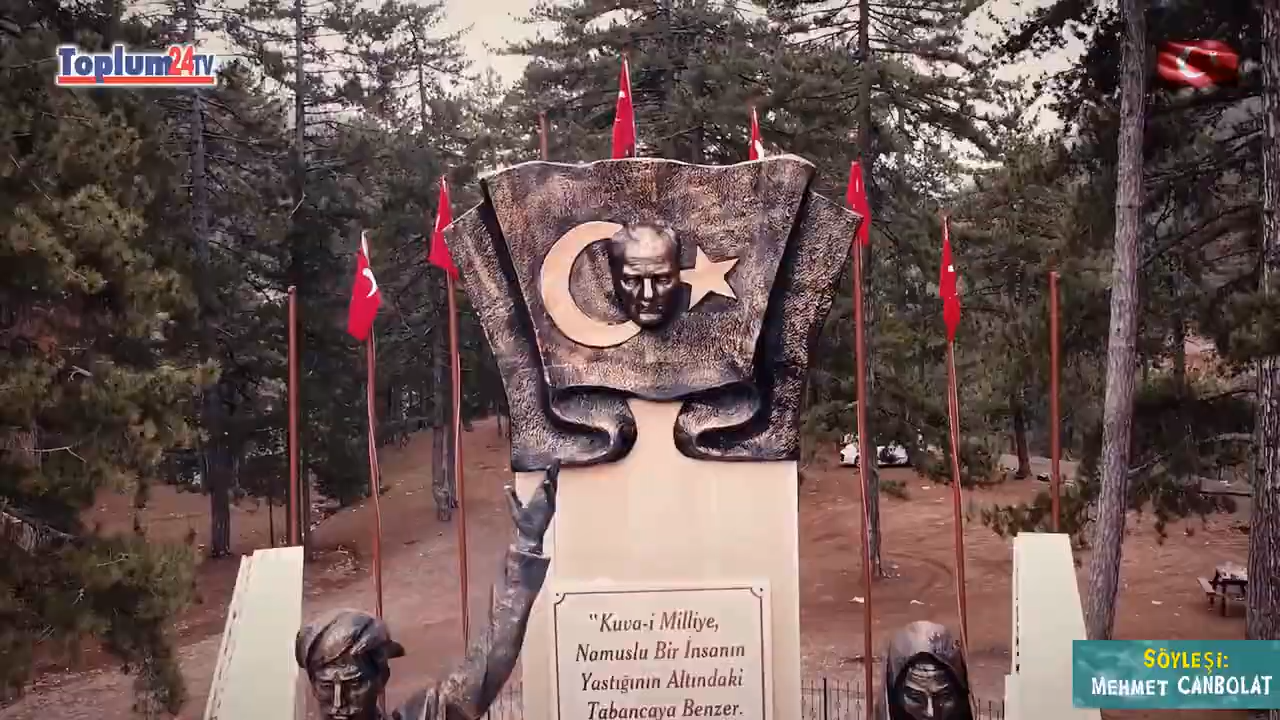 Toplum24TV
"Kuva-i Milliye,
Namuslu Bir İnsanın
Yastığının Altındaki
Tabancaya Benzer.
SÖYLEŞİ:
MEHMET CANBOLAT